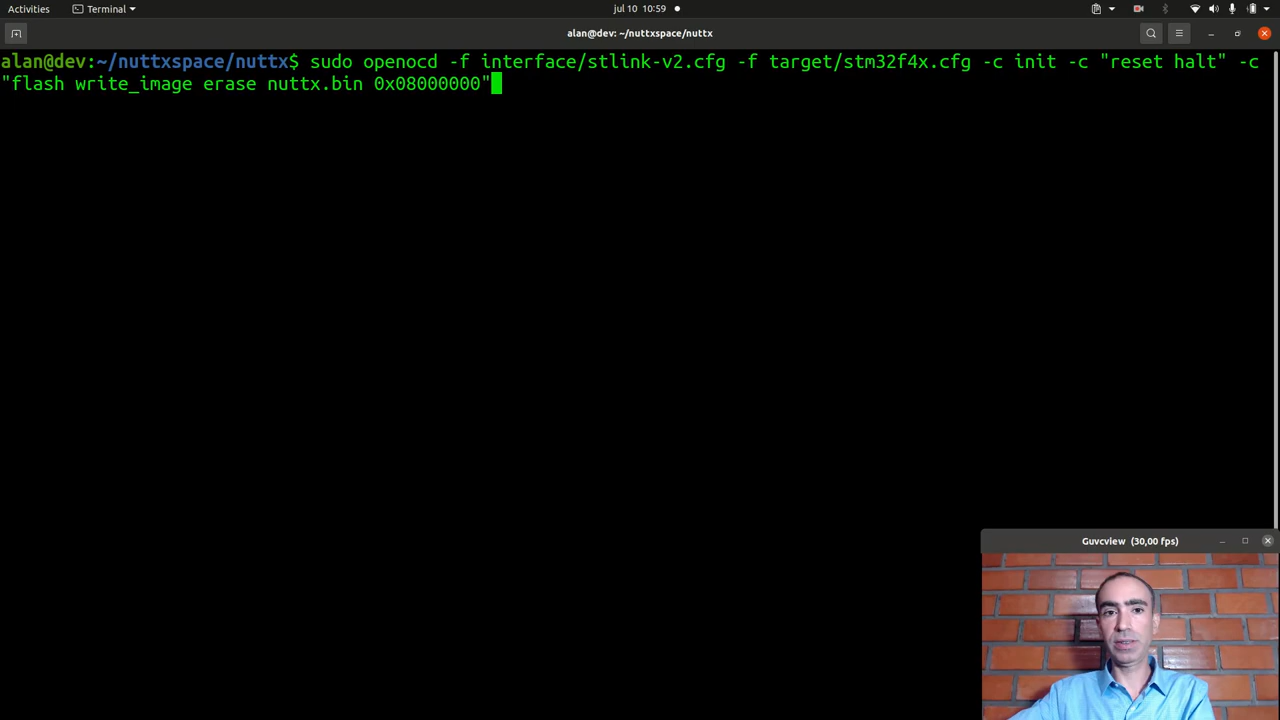 Activities Terminal jul 10 10:59
alan@dev: ~/nuttxspace/nuttx
alan@dev:~/nuttxspace/nuttx$ sudo openocd -f interface/stlink-v2.cfg -f target/stm32f4x.cfg -c init -c "reset halt" -c
"flash write_image erase nuttx.bin 0x08000000"
Guvcview (30,00 fps)